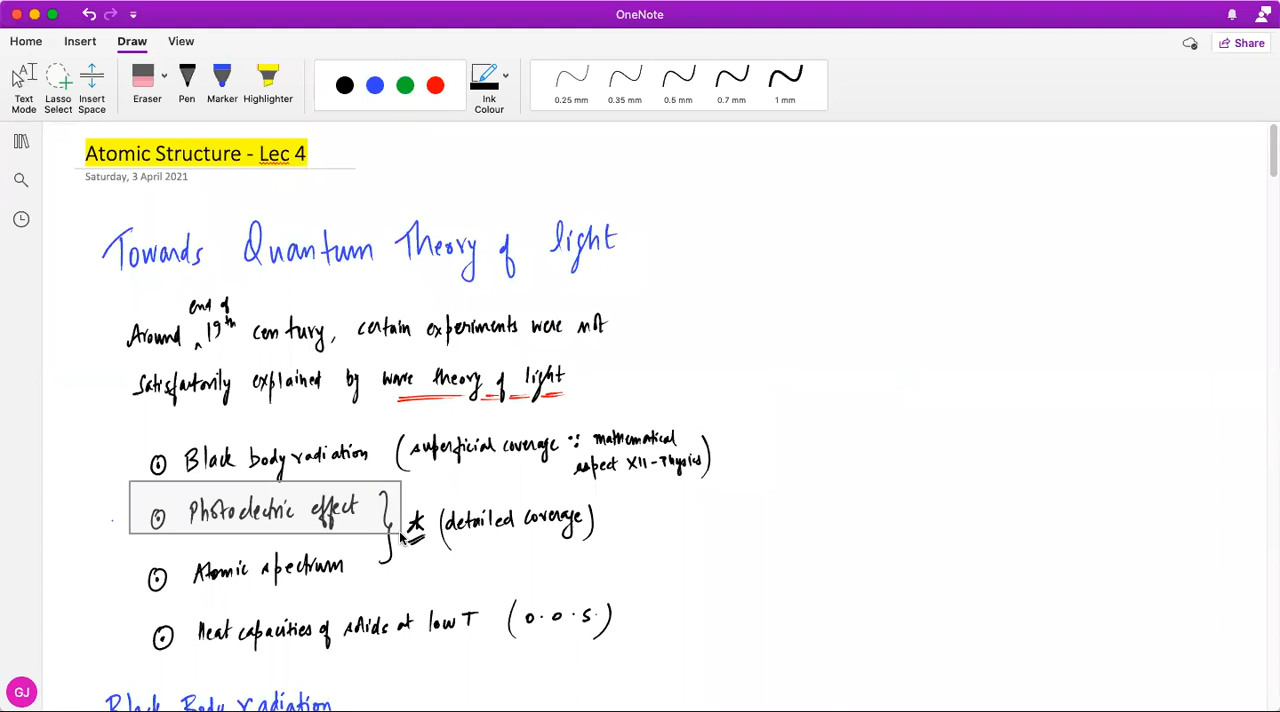 OneNote
Home Insert Draw View
Share
Text Mode
Lasso Select
Insert Space
Eraser
Pen
Marker
Highlighter
Ink Colour
0.25 mm 0.35 mm 0.5 mm 0.7 mm 1 mm
Atomic Structure - Lec 4
Saturday, 3 April 2021
Towards Quantum Theory of light
end of
Around ^ 19th century, certain experiments were not
satisfactorily explained by wave theory of light
⊙ Black body radiation (superficial coverage ∵ mathematical
aspect XII-Physics)
⊙ Photoelectric effect
} * (detailed coverage)
⊙ Atomic spectrum
⊙ Heat capacities of solids at low T (O.O.S.)
Black Body radiation
GJ